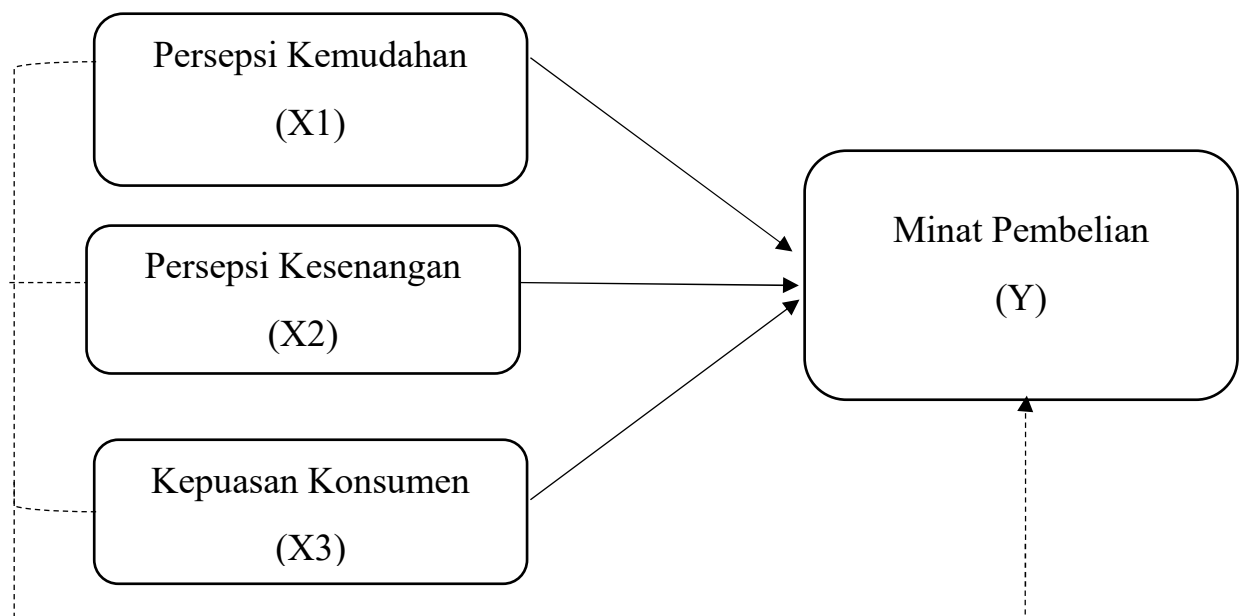 Persepsi Kemudahan
(X1)
Persepsi Kesenangan
(X2)
Kepuasan Konsumen
(X3)
Minat Pembelian
(Y)